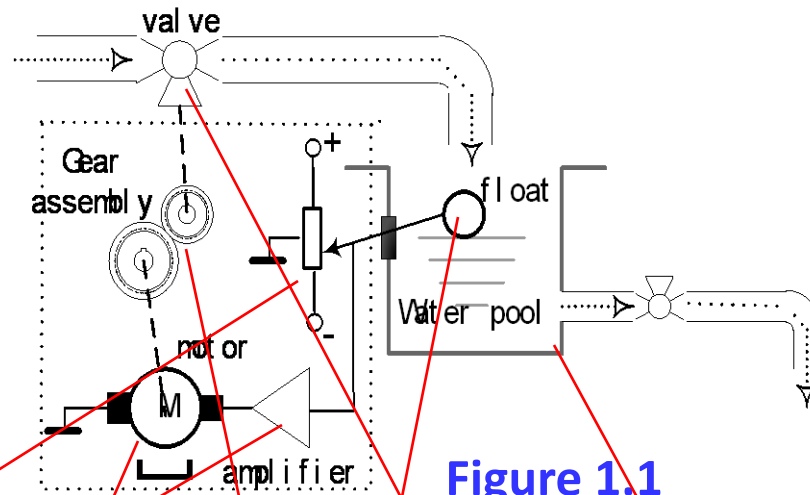 valve
+
Gear
assembly
float
Water pool
-
motor
M
amplifier
Figure 1.1